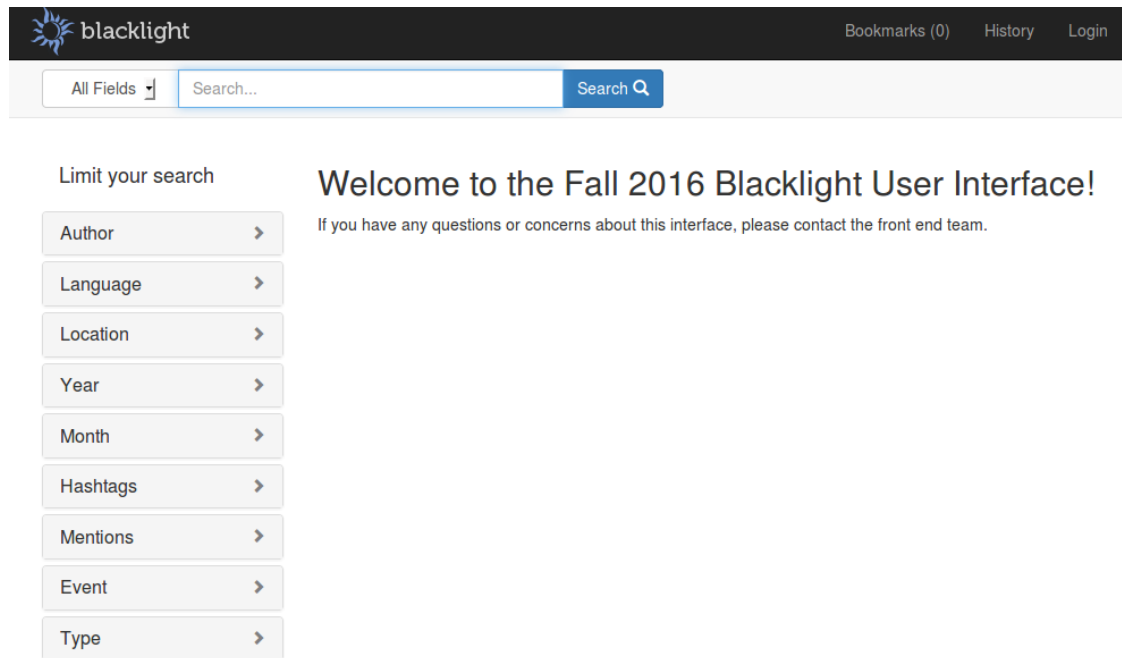 blacklight
Bookmarks (0) History Login
All Fields Search... Search
Limit your search
Author
Language
Location
Year
Month
Hashtags
Mentions
Event
Type
Welcome to the Fall 2016 Blacklight User Interface!
If you have any questions or concerns about this interface, please contact the front end team.